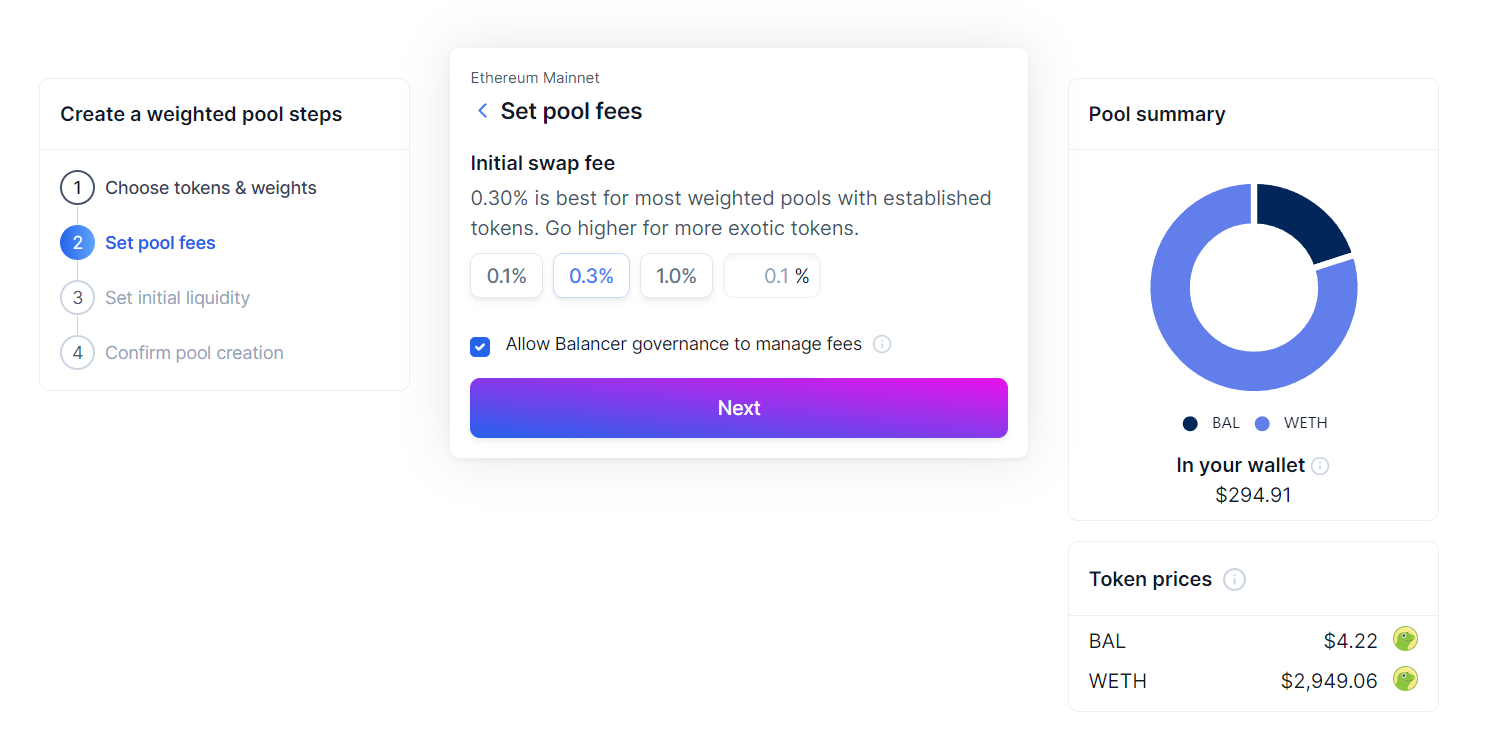 Create a weighted pool steps
1 Choose tokens & weights
2 Set pool fees
3 Set initial liquidity
4 Confirm pool creation
Ethereum Mainnet
Set pool fees
Initial swap fee
0.30% is best for most weighted pools with established
tokens. Go higher for more exotic tokens.
0.1% 0.3% 1.0% 0.1 %
Allow Balancer governance to manage fees
Next
Pool summary
BAL WETH
In your wallet
$294.91
Token prices
BAL $4.22
WETH $2,949.06